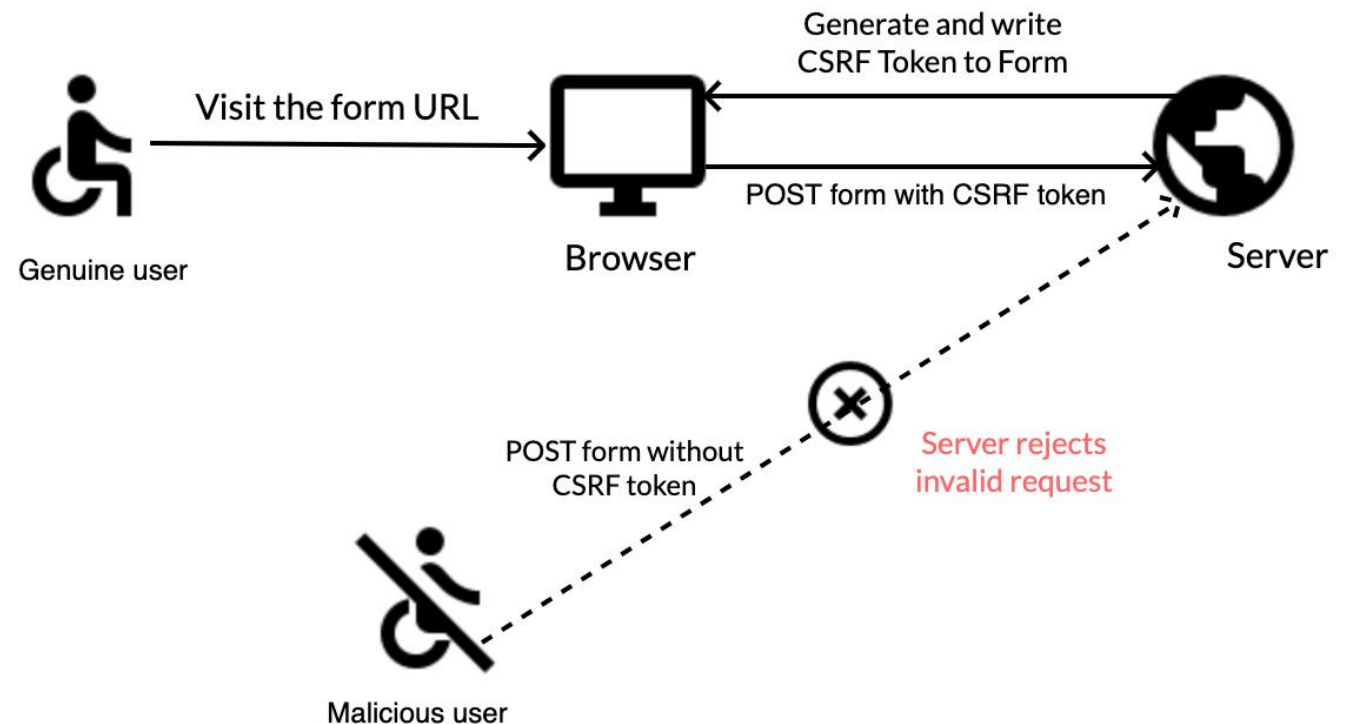 Generate and write
CSRF Token to Form
Visit the form URL
POST form with CSRF token
Genuine user
Browser
Server
POST form without
CSRF token
Server rejects
invalid request
Malicious user